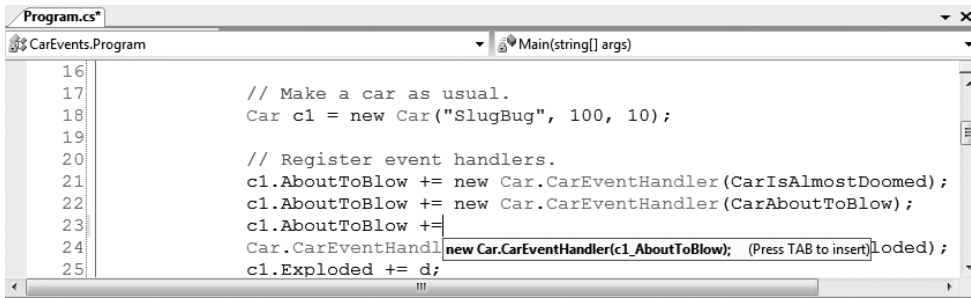 Program.cs*
CarEvents.Program Main(string[] args)
16
17 // Make a car as usual.
18 Car c1 = new Car("SlugBug", 100, 10);
19
20 // Register event handlers.
21 c1.AboutToBlow += new Car.CarEventHandler(CarIsAlmostDoomed);
22 c1.AboutToBlow += new Car.CarEventHandler(CarAboutToBlow);
23 c1.AboutToBlow +=
24 Car.CarEventHandl new Car.CarEventHandler(c1_AboutToBlow); (Press TAB to insert) loded);
25 c1.Exploded += d;